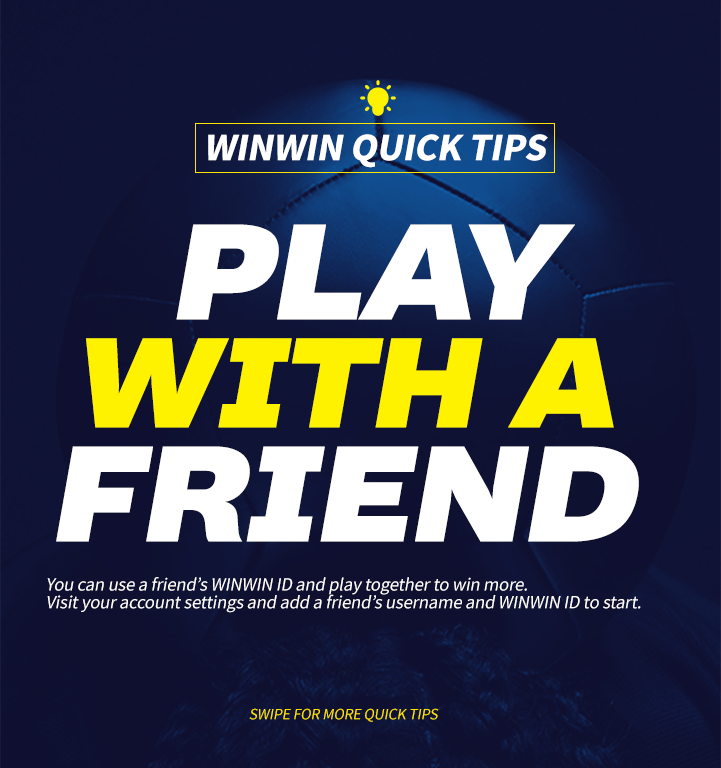 WINWIN QUICK TIPS
PLAY
WITH A
FRIEND
You can use a friend's WINWIN ID and play together to win more.
Visit your account settings and add a friend's username and WINWIN ID to start.
SWIPE FOR MORE QUICK TIPS